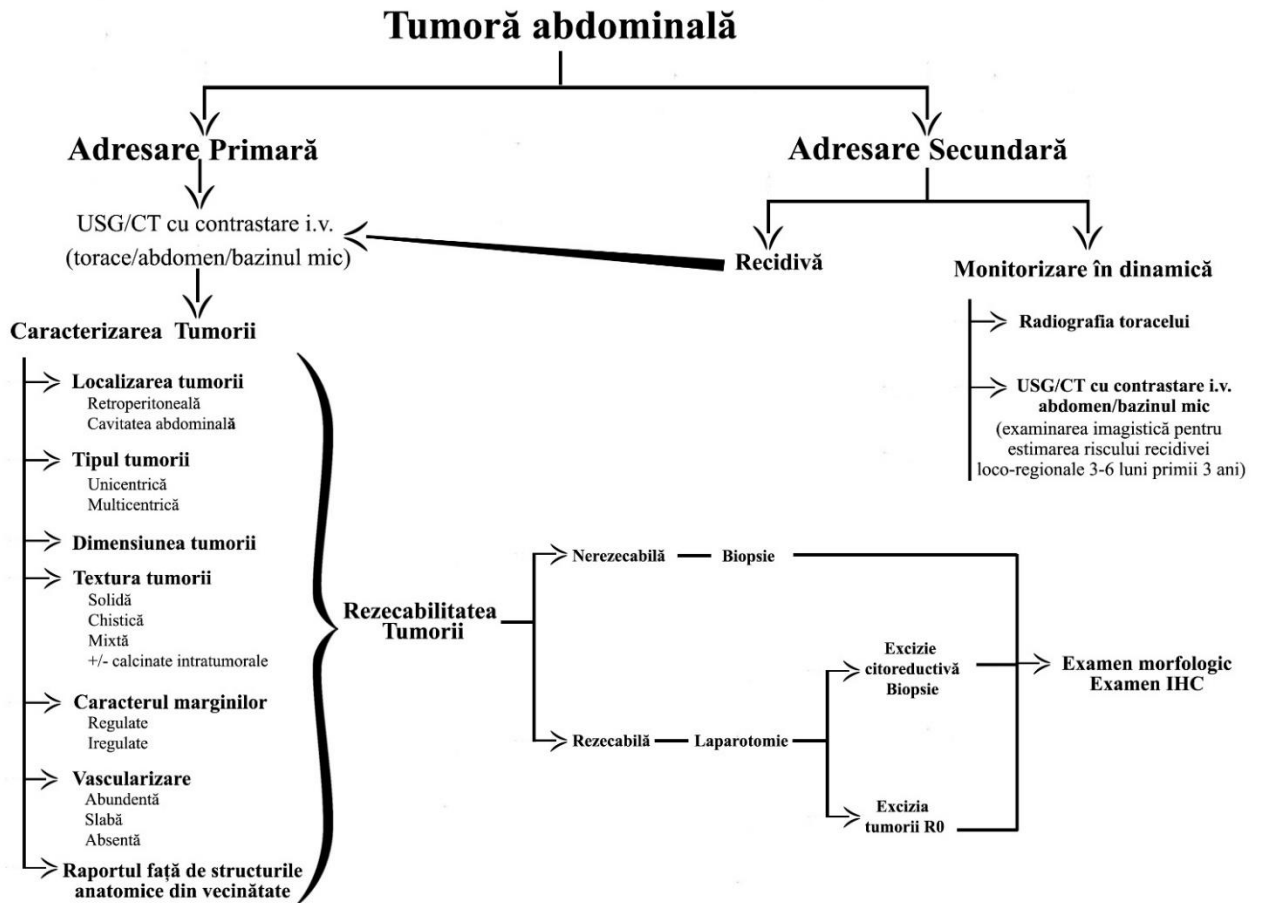 Tumoră abdominală
Adresare Primară
USG/CT cu contrastare i.v.
(torace/abdomen/bazinul mic)
Caracterizarea Tumorii
Localizarea tumorii
Retroperitoneală
Cavitatea abdominală
Tipul tumorii
Unicentrică
Multicentrică
Dimensiunea tumorii
Textura tumorii
Solidă
Chistică
Mixtă
+/- calcinate intratumorale
Caracterul marginilor
Regulate
Iregulate
Vascularizare
Abundentă
Slabă
Absentă
Raportul față de structurile
anatomice din vecinătate
Adresare Secundară
Recidivă
Monitorizare în dinamică
Radiografia toracelui
USG/CT cu contrastare i.v.
abdomen/bazinul mic
(examinarea imagistică pentru
estimarea riscului recidivei
loco-regionale 3-6 luni primii 3 ani)
Rezecabilitatea
Tumorii
Nerezecabilă
Biopsie
Rezecabilă
Laparotomie
Excizie
citoreductivă
Biopsie
Excizia
tumorii R0
Examen morfologic
Examen IHC